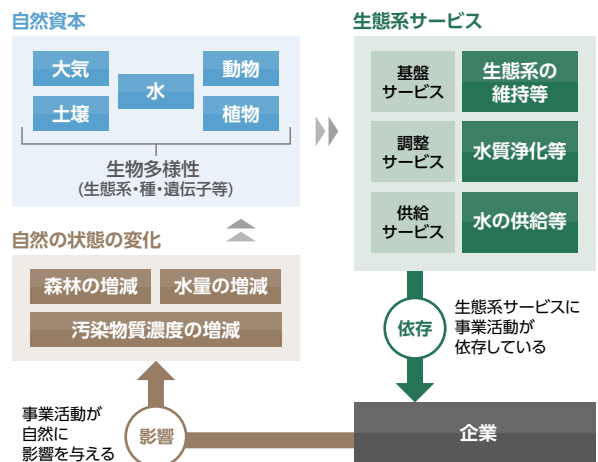 自然資本
大気
動物
水
土壌
植物
生物多様性
(生態系・種・遺伝子等)
生態系サービス
基盤
サービス
生態系の
維持等
調整
サービス
水質浄化等
供給
サービス
水の供給等
自然の状態の変化
森林の増減
水量の増減
汚染物質濃度の増減
依存
生態系サービスに
事業活動が
依存している
企業
影響
事業活動が
自然に
影響を与える